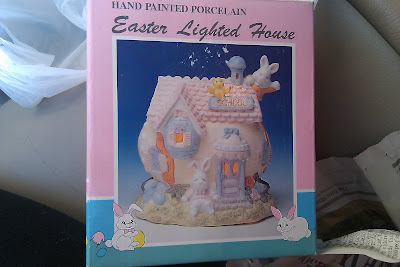 HAND PAINTED PORCELAIN
Easter Lighted House